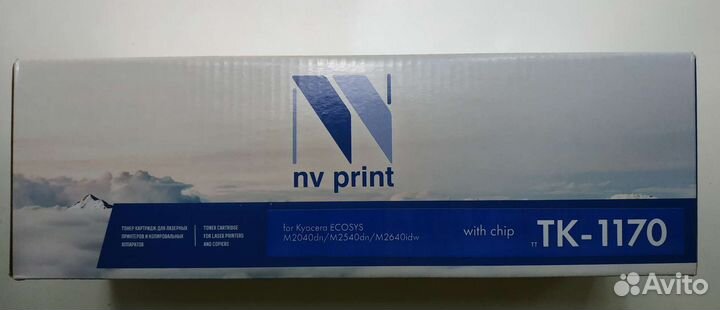 nv print
ТОНЕР КАРТРИДЖ ДЛЯ ЛАЗЕРНЫХ
ПРИНТЕРОВ И КОПИРОВАЛЬНЫХ
АППАРАТОВ
TONER CARTRIDGE
FOR LASER PRINTERS
AND COPIERS
for Kyocera ECOSYS
M2040dn/M2540dn/M2640idw
with chip
TT TK-1170
Avito